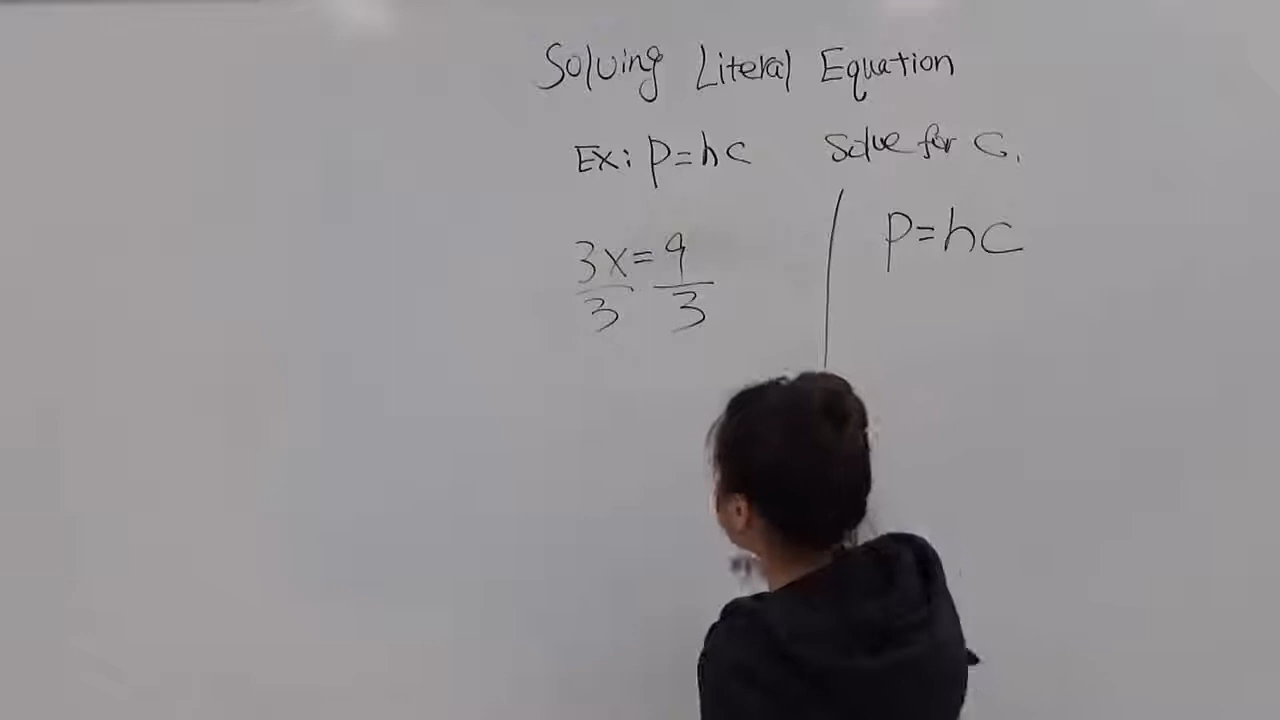 Solving Literal Equation
Ex: p=hc solve for c.
3x=9
3 3
p=hc